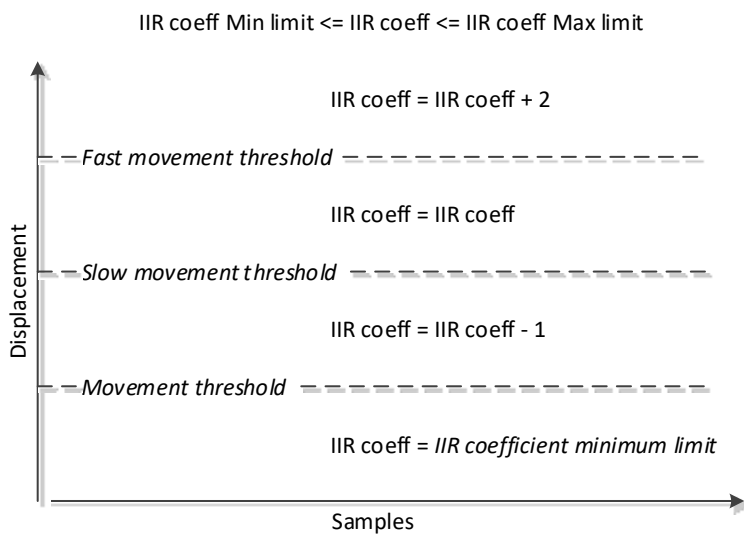 IIR coeff Min limit <= IIR coeff <= IIR coeff Max limit
IIR coeff = IIR coeff + 2
Fast movement threshold
IIR coeff = IIR coeff
Slow movement threshold
IIR coeff = IIR coeff - 1
Movement threshold
IIR coeff = IIR coefficient minimum limit
Displacement
Samples